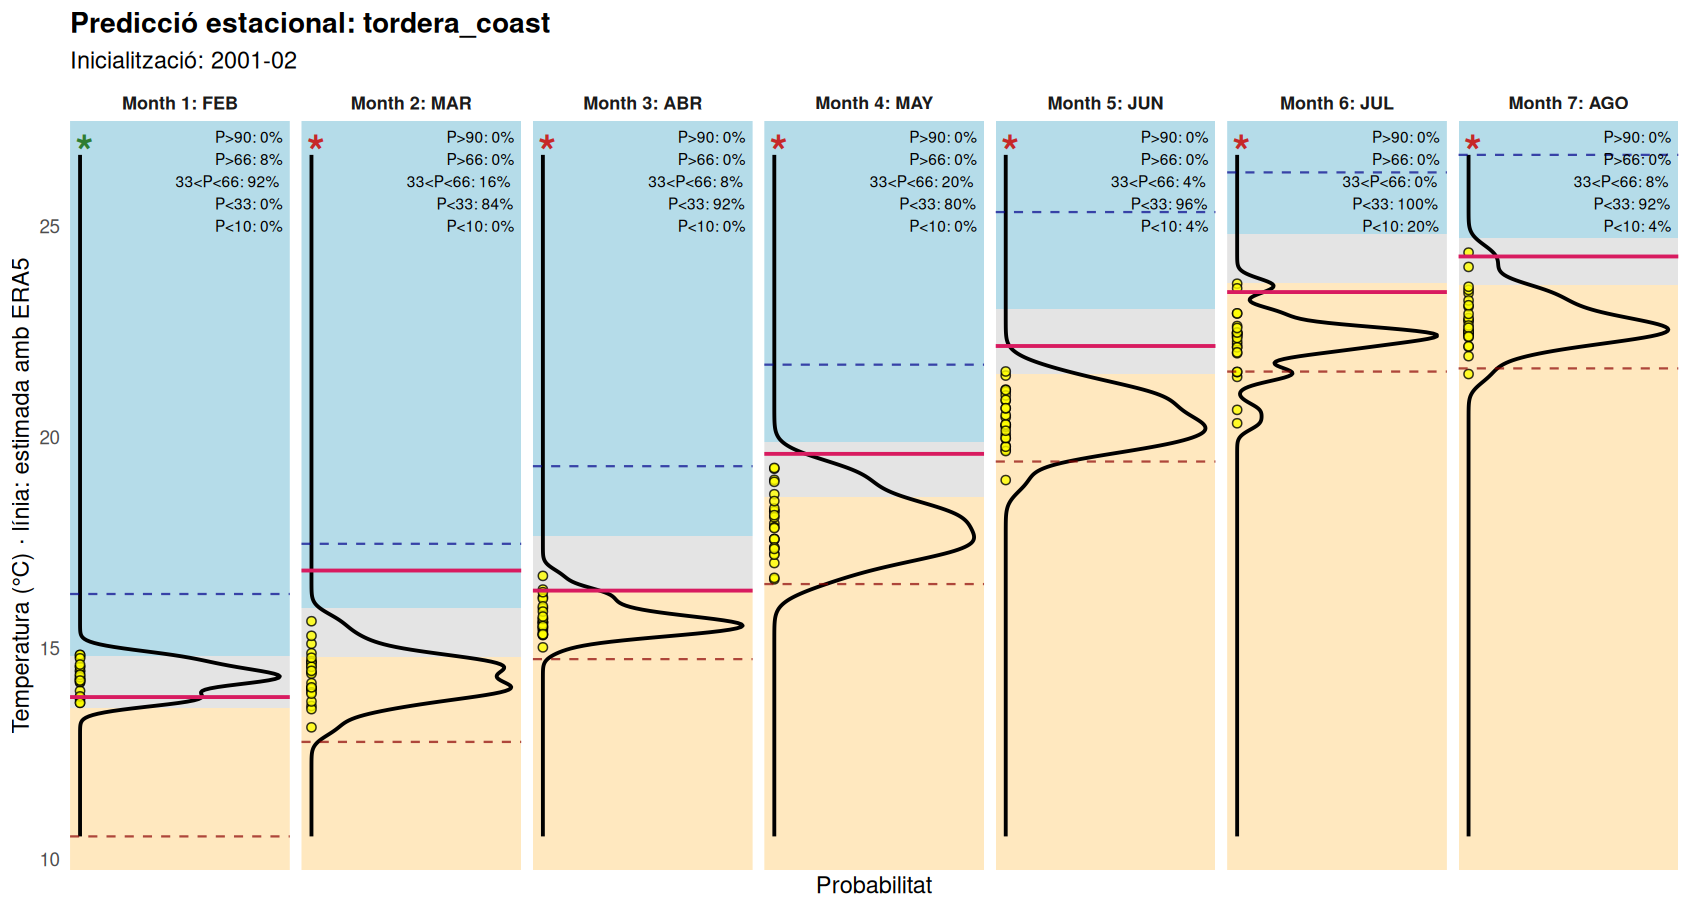 Predicció estacional: tordera_coast
Inicialització: 2001-02
Month 1: FEB
Month 2: MAR
Month 3: ABR
Month 4: MAY
Month 5: JUN
Month 6: JUL
Month 7: AGO
*
P>90: 0%
P>66: 8%
33<P<66: 92%
P<33: 0%
P<10: 0%
*
P>90: 0%
P>66: 0%
33<P<66: 16%
P<33: 84%
P<10: 0%
*
P>90: 0%
P>66: 0%
33<P<66: 8%
P<33: 92%
P<10: 0%
*
P>90: 0%
P>66: 0%
33<P<66: 20%
P<33: 80%
P<10: 0%
*
P>90: 0%
P>66: 0%
33<P<66: 4%
P<33: 96%
P<10: 4%
*
P>90: 0%
P>66: 0%
33<P<66: 0%
P<33: 100%
P<10: 20%
*
P>90: 0%
P>66: 0%
33<P<66: 8%
P<33: 92%
P<10: 4%
25
20
15
10
Temperatura (°C) · línia: estimada amb ERA5
Probabilitat